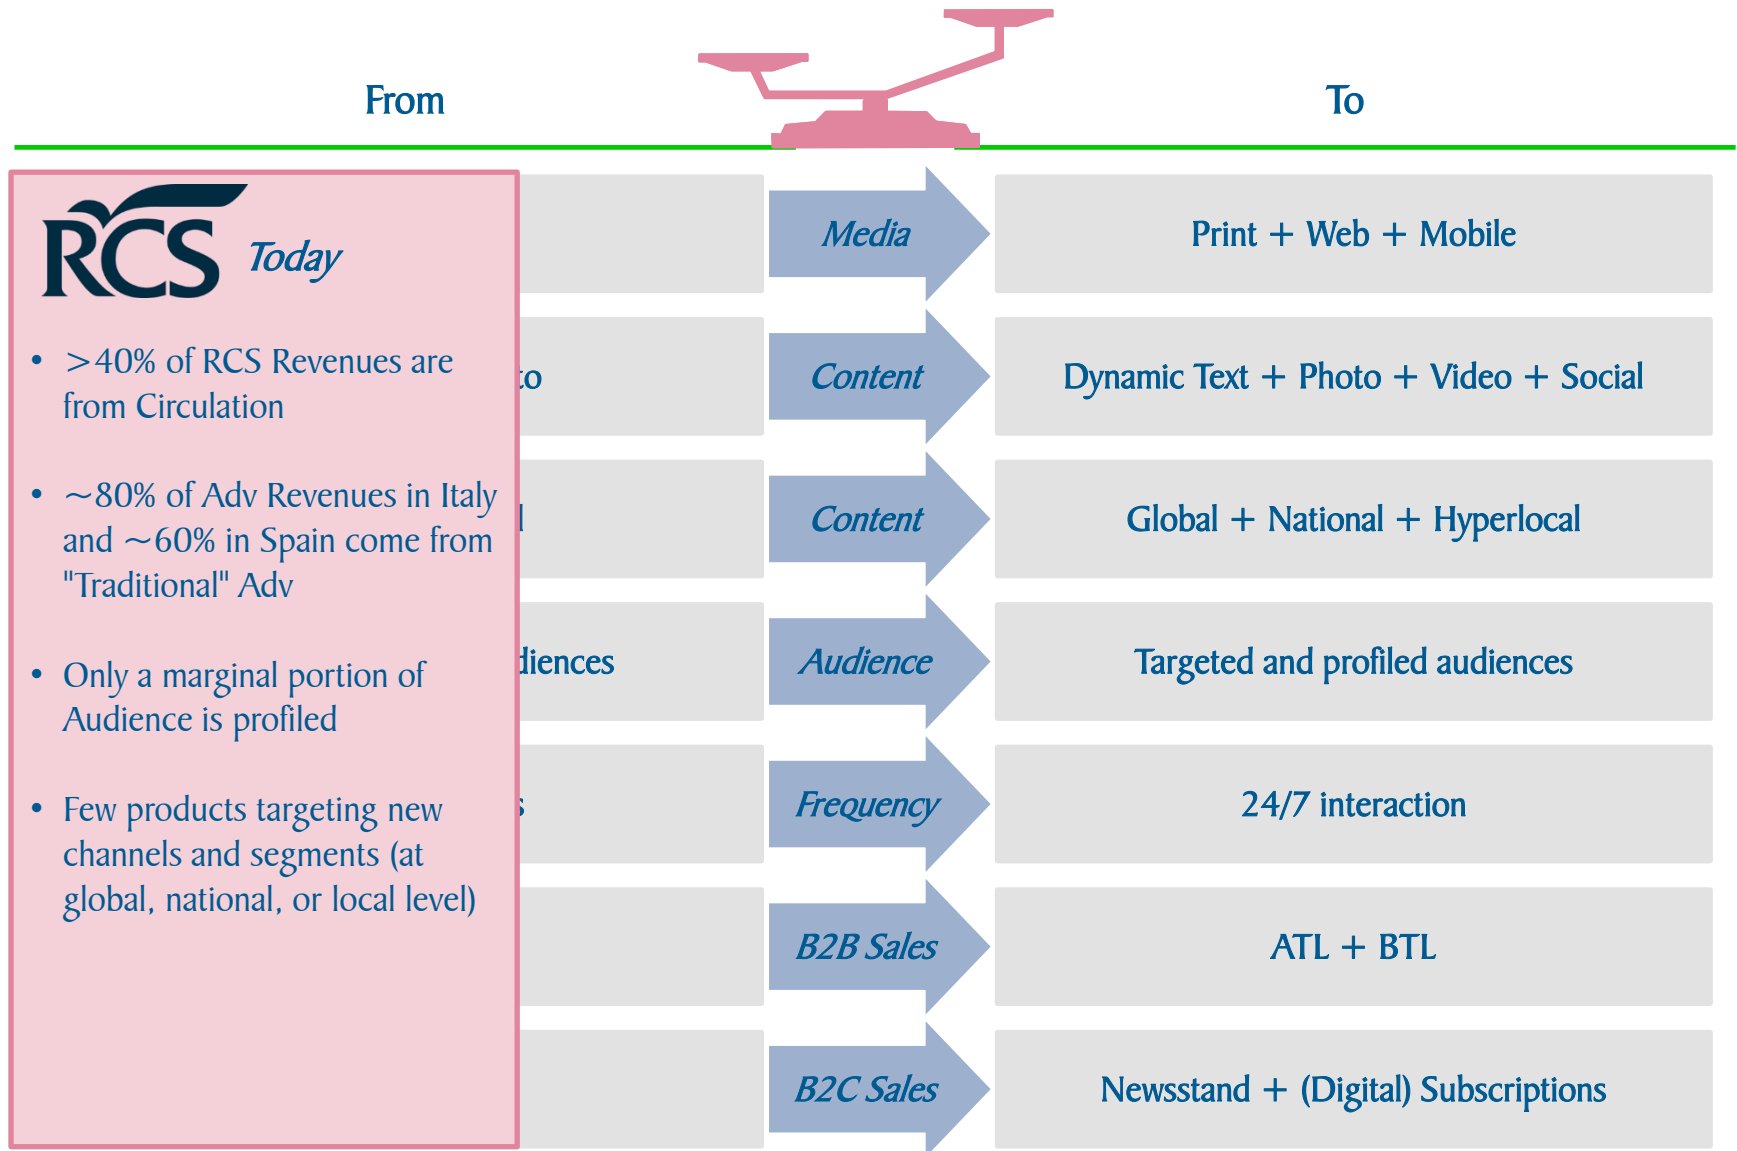 From
To
RCS Today
• >40% of RCS Revenues are
from Circulation
• ~80% of Adv Revenues in Italy
and ~60% in Spain come from
"Traditional" Adv
• Only a marginal portion of
Audience is profiled
• Few products targeting new
channels and segments (at
global, national, or local level)
Media
Print + Web + Mobile
Content
Dynamic Text + Photo + Video + Social
Content
Global + National + Hyperlocal
Audience
Targeted and profiled audiences
Frequency
24/7 interaction
B2B Sales
ATL + BTL
B2C Sales
Newsstand + (Digital) Subscriptions